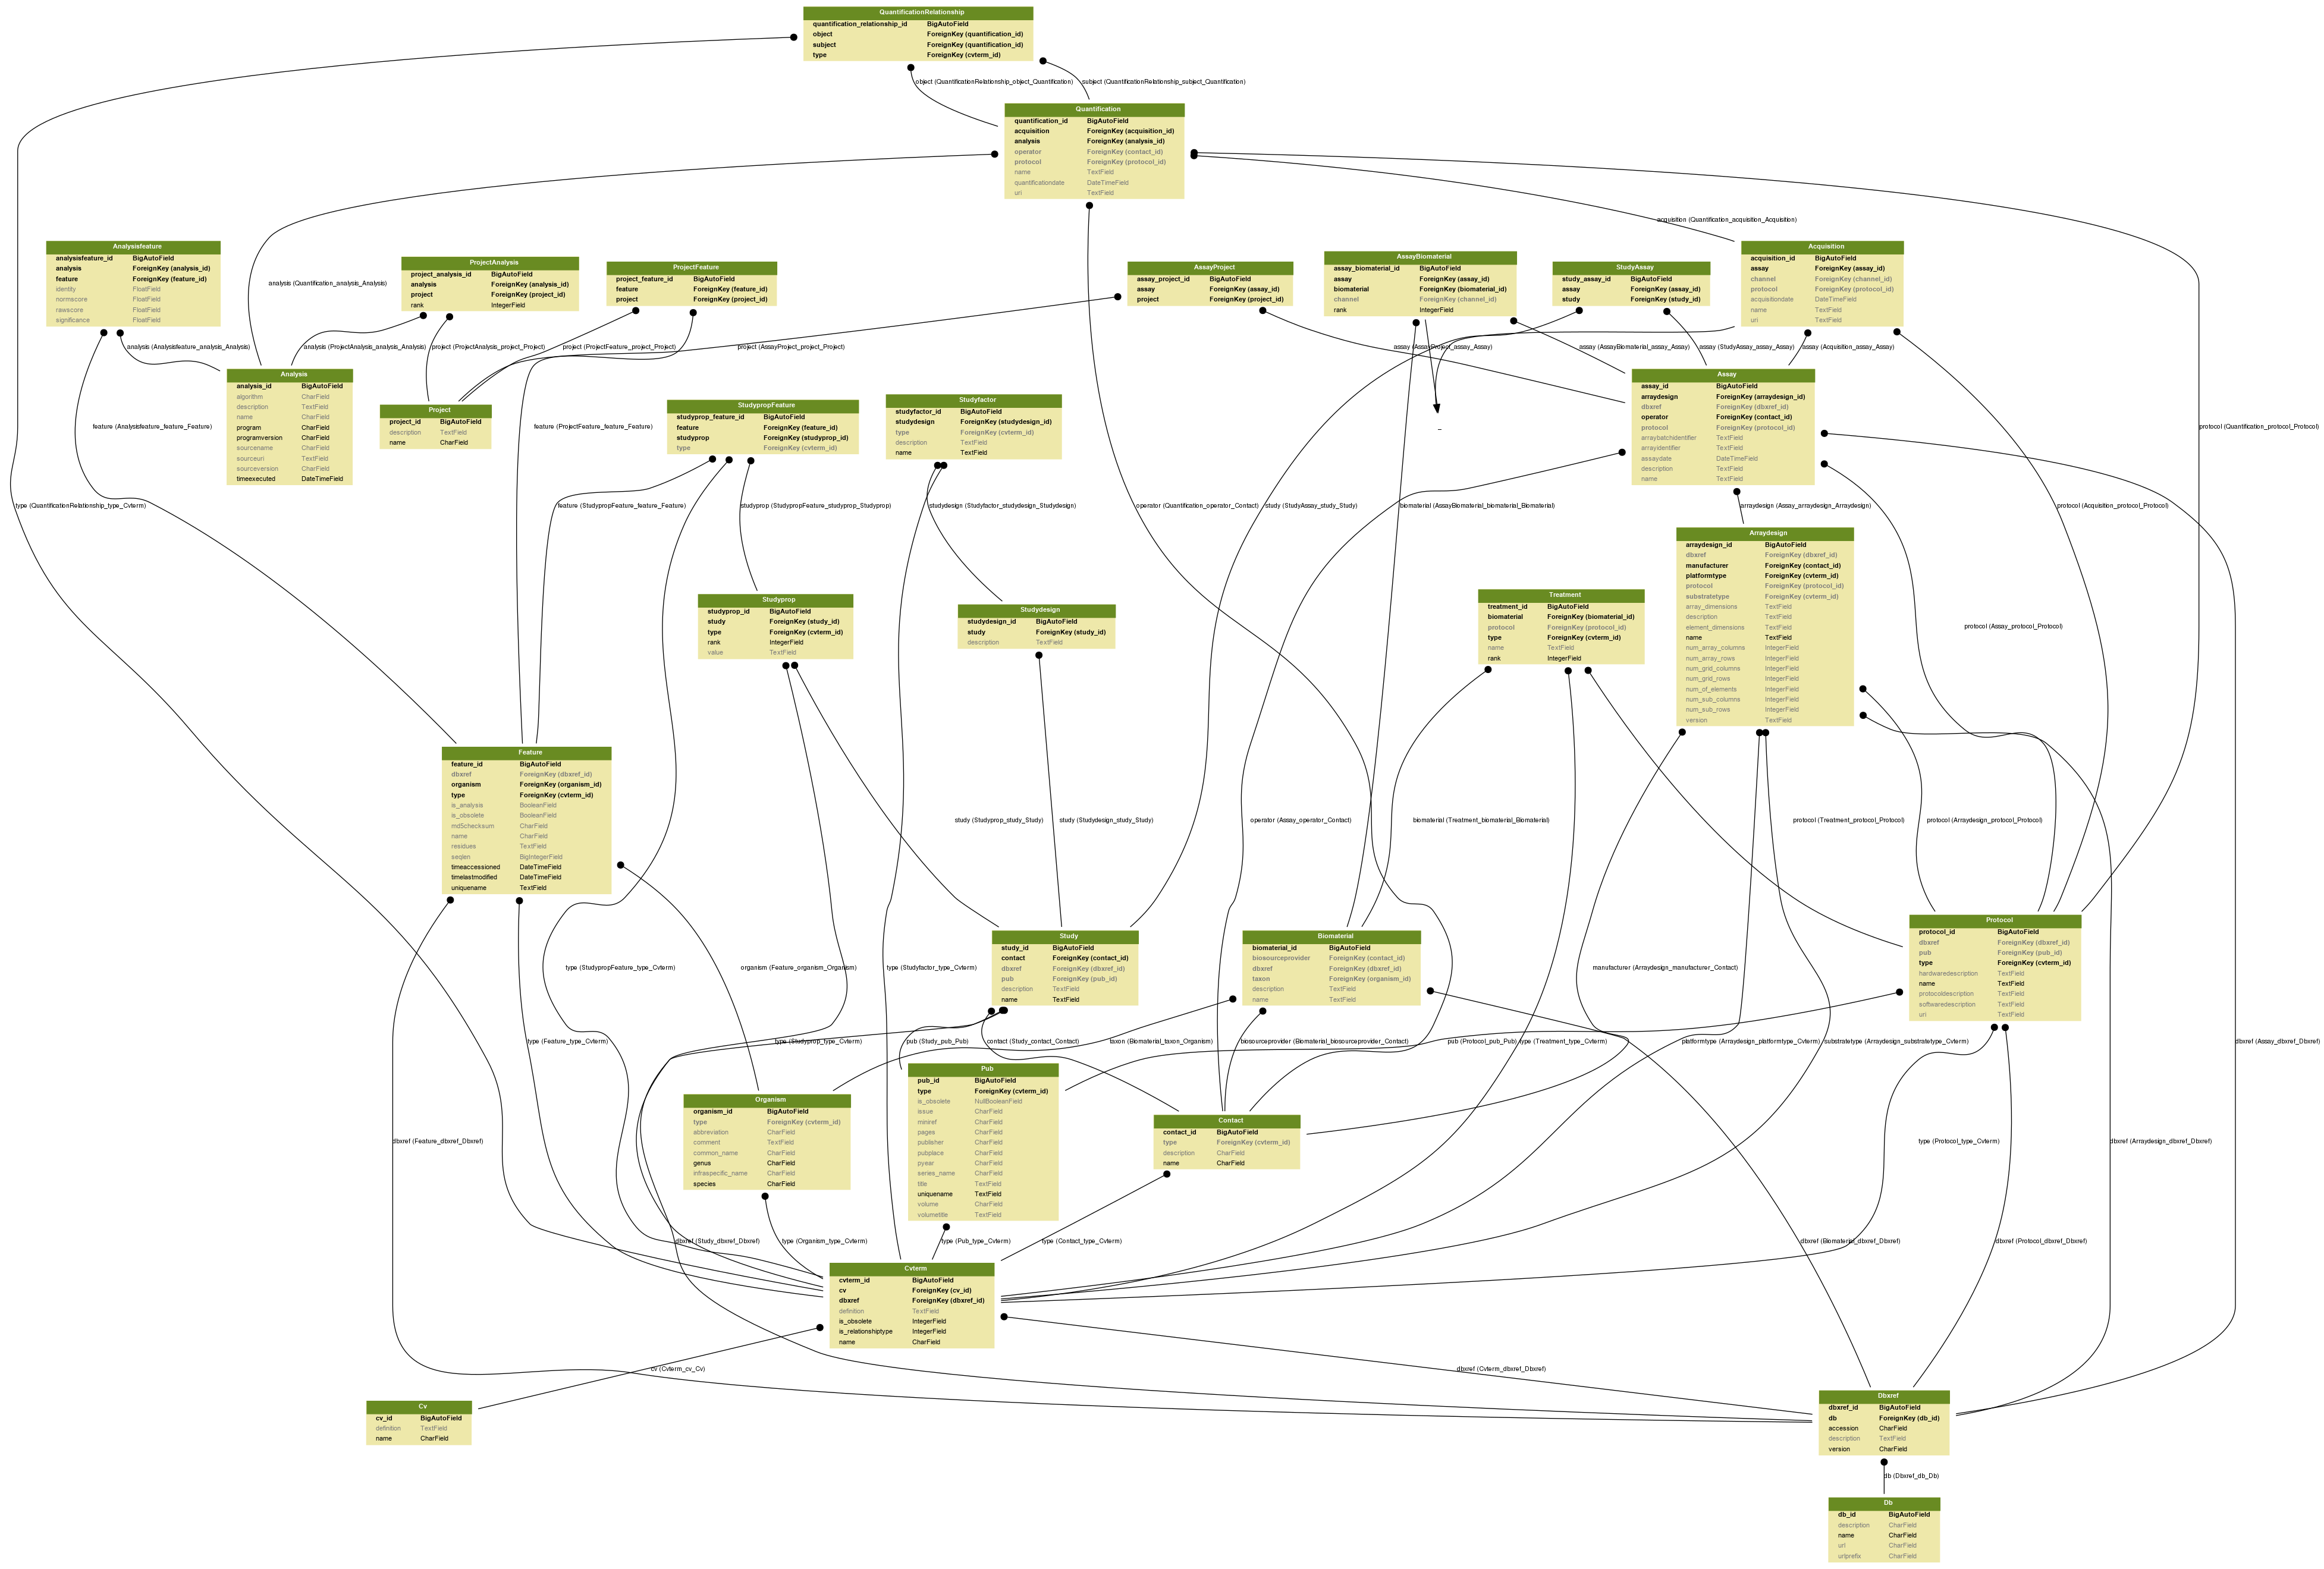 QuantificationRelationship
quantification_relationship_id BigAutoField
object ForeignKey (quantification_id)
subject ForeignKey (quantification_id)
type ForeignKey (cvterm_id)
object (QuantificationRelationship_object_Quantification)
subject (QuantificationRelationship_subject_Quantification)
Quantification
quantification_id BigAutoField
acquisition ForeignKey (acquisition_id)
analysis ForeignKey (analysis_id)
operator ForeignKey (contact_id)
protocol ForeignKey (protocol_id)
name TextField
quantificationdate DateTimeField
uri TextField
acquisition (Quantification_acquisition_Acquisition)
Analysisfeature
analysisfeature_id BigAutoField
analysis ForeignKey (analysis_id)
feature ForeignKey (feature_id)
identity FloatField
normscore FloatField
rawscore FloatField
significance FloatField
analysis (Quantification_analysis_Analysis)
ProjectAnalysis
project_analysis_id BigAutoField
analysis ForeignKey (analysis_id)
project ForeignKey (project_id)
rank IntegerField
ProjectFeature
project_feature_id BigAutoField
feature ForeignKey (feature_id)
project ForeignKey (project_id)
AssayProject
assay_project_id BigAutoField
assay ForeignKey (assay_id)
project ForeignKey (project_id)
AssayBiomaterial
assay_biomaterial_id BigAutoField
assay ForeignKey (assay_id)
biomaterial ForeignKey (biomaterial_id)
channel ForeignKey (channel_id)
rank IntegerField
StudyAssay
study_assay_id BigAutoField
assay ForeignKey (assay_id)
study ForeignKey (study_id)
Acquisition
acquisition_id BigAutoField
assay ForeignKey (assay_id)
channel ForeignKey (channel_id)
protocol ForeignKey (protocol_id)
acquisitiondate DateTimeField
name TextField
uri TextField
analysis (Analysisfeature_analysis_Analysis)
analysis (ProjectAnalysis_analysis_Analysis)
project (ProjectAnalysis_project_Project)
project (ProjectFeature_project_Project)
project (AssayProject_project_Project)
assay (AssayProject_assay_Assay)
assay (AssayBiomaterial_assay_Assay)
assay (StudyAssay_assay_Assay)
assay (Acquisition_assay_Assay)
Analysis
analysis_id BigAutoField
algorithm CharField
description TextField
name CharField
program CharField
programversion CharField
sourcename CharField
sourceuri TextField
sourceversion CharField
timeexecuted DateTimeField
Project
project_id BigAutoField
description TextField
name CharField
feature (Analysisfeature_feature_Feature)
feature (ProjectFeature_feature_Feature)
StudypropFeature
studyprop_feature_id BigAutoField
feature ForeignKey (feature_id)
studyprop ForeignKey (studyprop_id)
type ForeignKey (cvterm_id)
Studyfactor
studyfactor_id BigAutoField
studydesign ForeignKey (studydesign_id)
type ForeignKey (cvterm_id)
description TextField
name TextField
_
Assay
assay_id BigAutoField
arraydesign ForeignKey (arraydesign_id)
dbxref ForeignKey (dbxref_id)
operator ForeignKey (contact_id)
protocol ForeignKey (protocol_id)
arraybatchidentifier TextField
arrayidentifier TextField
assaydate DateTimeField
description TextField
name TextField
protocol (Quantification_protocol_Protocol)
type (QuantificationRelationship_type_Cvterm)
feature (StudypropFeature_feature_Feature)
studyprop (StudypropFeature_studyprop_Studyprop)
studydesign (Studyfactor_studydesign_Studydesign)
operator (Quantification_operator_Contact)
study (StudyAssay_study_Study)
biomaterial (AssayBiomaterial_biomaterial_Biomaterial)
arraydesign (Assay_arraydesign_Arraydesign)
protocol (Acquisition_protocol_Protocol)
Arraydesign
arraydesign_id BigAutoField
dbxref ForeignKey (dbxref_id)
manufacturer ForeignKey (contact_id)
platformtype ForeignKey (cvterm_id)
protocol ForeignKey (protocol_id)
substratetype ForeignKey (cvterm_id)
array_dimensions TextField
description TextField
element_dimensions TextField
name TextField
num_array_columns IntegerField
num_array_rows IntegerField
num_grid_columns IntegerField
num_grid_rows IntegerField
num_of_elements IntegerField
num_sub_columns IntegerField
num_sub_rows IntegerField
version TextField
Studyprop
studyprop_id BigAutoField
study ForeignKey (study_id)
type ForeignKey (cvterm_id)
rank IntegerField
value TextField
Studydesign
studydesign_id BigAutoField
study ForeignKey (study_id)
description TextField
Treatment
treatment_id BigAutoField
biomaterial ForeignKey (biomaterial_id)
protocol ForeignKey (protocol_id)
type ForeignKey (cvterm_id)
name TextField
rank IntegerField
protocol (Assay_protocol_Protocol)
Feature
feature_id BigAutoField
dbxref ForeignKey (dbxref_id)
organism ForeignKey (organism_id)
type ForeignKey (cvterm_id)
is_analysis BooleanField
is_obsolete BooleanField
md5checksum CharField
name CharField
residues TextField
seqlen BigIntegerField
timeaccessioned DateTimeField
timelastmodified DateTimeField
uniquename TextField
study (Studyprop_study_Study)
study (Studydesign_study_Study)
operator (Assay_operator_Contact)
biomaterial (Treatment_biomaterial_Biomaterial)
protocol (Treatment_protocol_Protocol)
protocol (Arraydesign_protocol_Protocol)
type (StudypropFeature_type_Cvterm)
organism (Feature_organism_Organism)
type (Studyfactor_type_Cvterm)
Study
study_id BigAutoField
contact ForeignKey (contact_id)
dbxref ForeignKey (dbxref_id)
pub ForeignKey (pub_id)
description TextField
name TextField
Biomaterial
biomaterial_id BigAutoField
biosourceprovider ForeignKey (contact_id)
dbxref ForeignKey (dbxref_id)
taxon ForeignKey (organism_id)
description TextField
name TextField
manufacturer (Arraydesign_manufacturer_Contact)
Protocol
protocol_id BigAutoField
dbxref ForeignKey (dbxref_id)
pub ForeignKey (pub_id)
type ForeignKey (cvterm_id)
hardwaredescription TextField
name TextField
protocoldescription TextField
softwaredescription TextField
uri TextField
type (Feature_type_Cvterm)
type (Studyprop_type_Cvterm)
pub (Study_pub_Pub)
contact (Study_contact_Contact)
taxon (Biomaterial_taxon_Organism)
biosourceprovider (Biomaterial_biosourceprovider_Contact)
pub (Protocol_pub_Pub)
type (Treatment_type_Cvterm)
platformtype (Arraydesign_platformtype_Cvterm)
substratetype (Arraydesign_substratetype_Cvterm)
dbxref (Assay_dbxref_Dbxref)
Organism
organism_id BigAutoField
type ForeignKey (cvterm_id)
abbreviation CharField
comment TextField
common_name CharField
genus CharField
infraspecific_name CharField
species CharField
Pub
pub_id BigAutoField
type ForeignKey (cvterm_id)
is_obsolete NullBooleanField
issue CharField
miniref CharField
pages CharField
publisher CharField
pubplace CharField
pyear CharField
series_name CharField
title TextField
uniquename TextField
volume CharField
volumetitle TextField
Contact
contact_id BigAutoField
type ForeignKey (cvterm_id)
description CharField
name CharField
dbxref (Feature_dbxref_Dbxref)
type (Protocol_type_Cvterm)
dbxref (Arraydesign_dbxref_Dbxref)
dbxref (Study_dbxref_Dbxref)
type (Organism_type_Cvterm)
type (Pub_type_Cvterm)
type (Contact_type_Cvterm)
dbxref (Biomaterial_dbxref_Dbxref)
dbxref (Protocol_dbxref_Dbxref)
Cvterm
cvterm_id BigAutoField
cv ForeignKey (cv_id)
dbxref ForeignKey (dbxref_id)
definition TextField
is_obsolete IntegerField
is_relationshiptype IntegerField
name CharField
cv (Cvterm_cv_Cv)
dbxref (Cvterm_dbxref_Dbxref)
Cv
cv_id BigAutoField
definition TextField
name CharField
Dbxref
dbxref_id BigAutoField
db ForeignKey (db_id)
accession CharField
description TextField
version CharField
db (Dbxref_db_Db)
Db
db_id BigAutoField
description CharField
name CharField
url CharField
urlprefix CharField